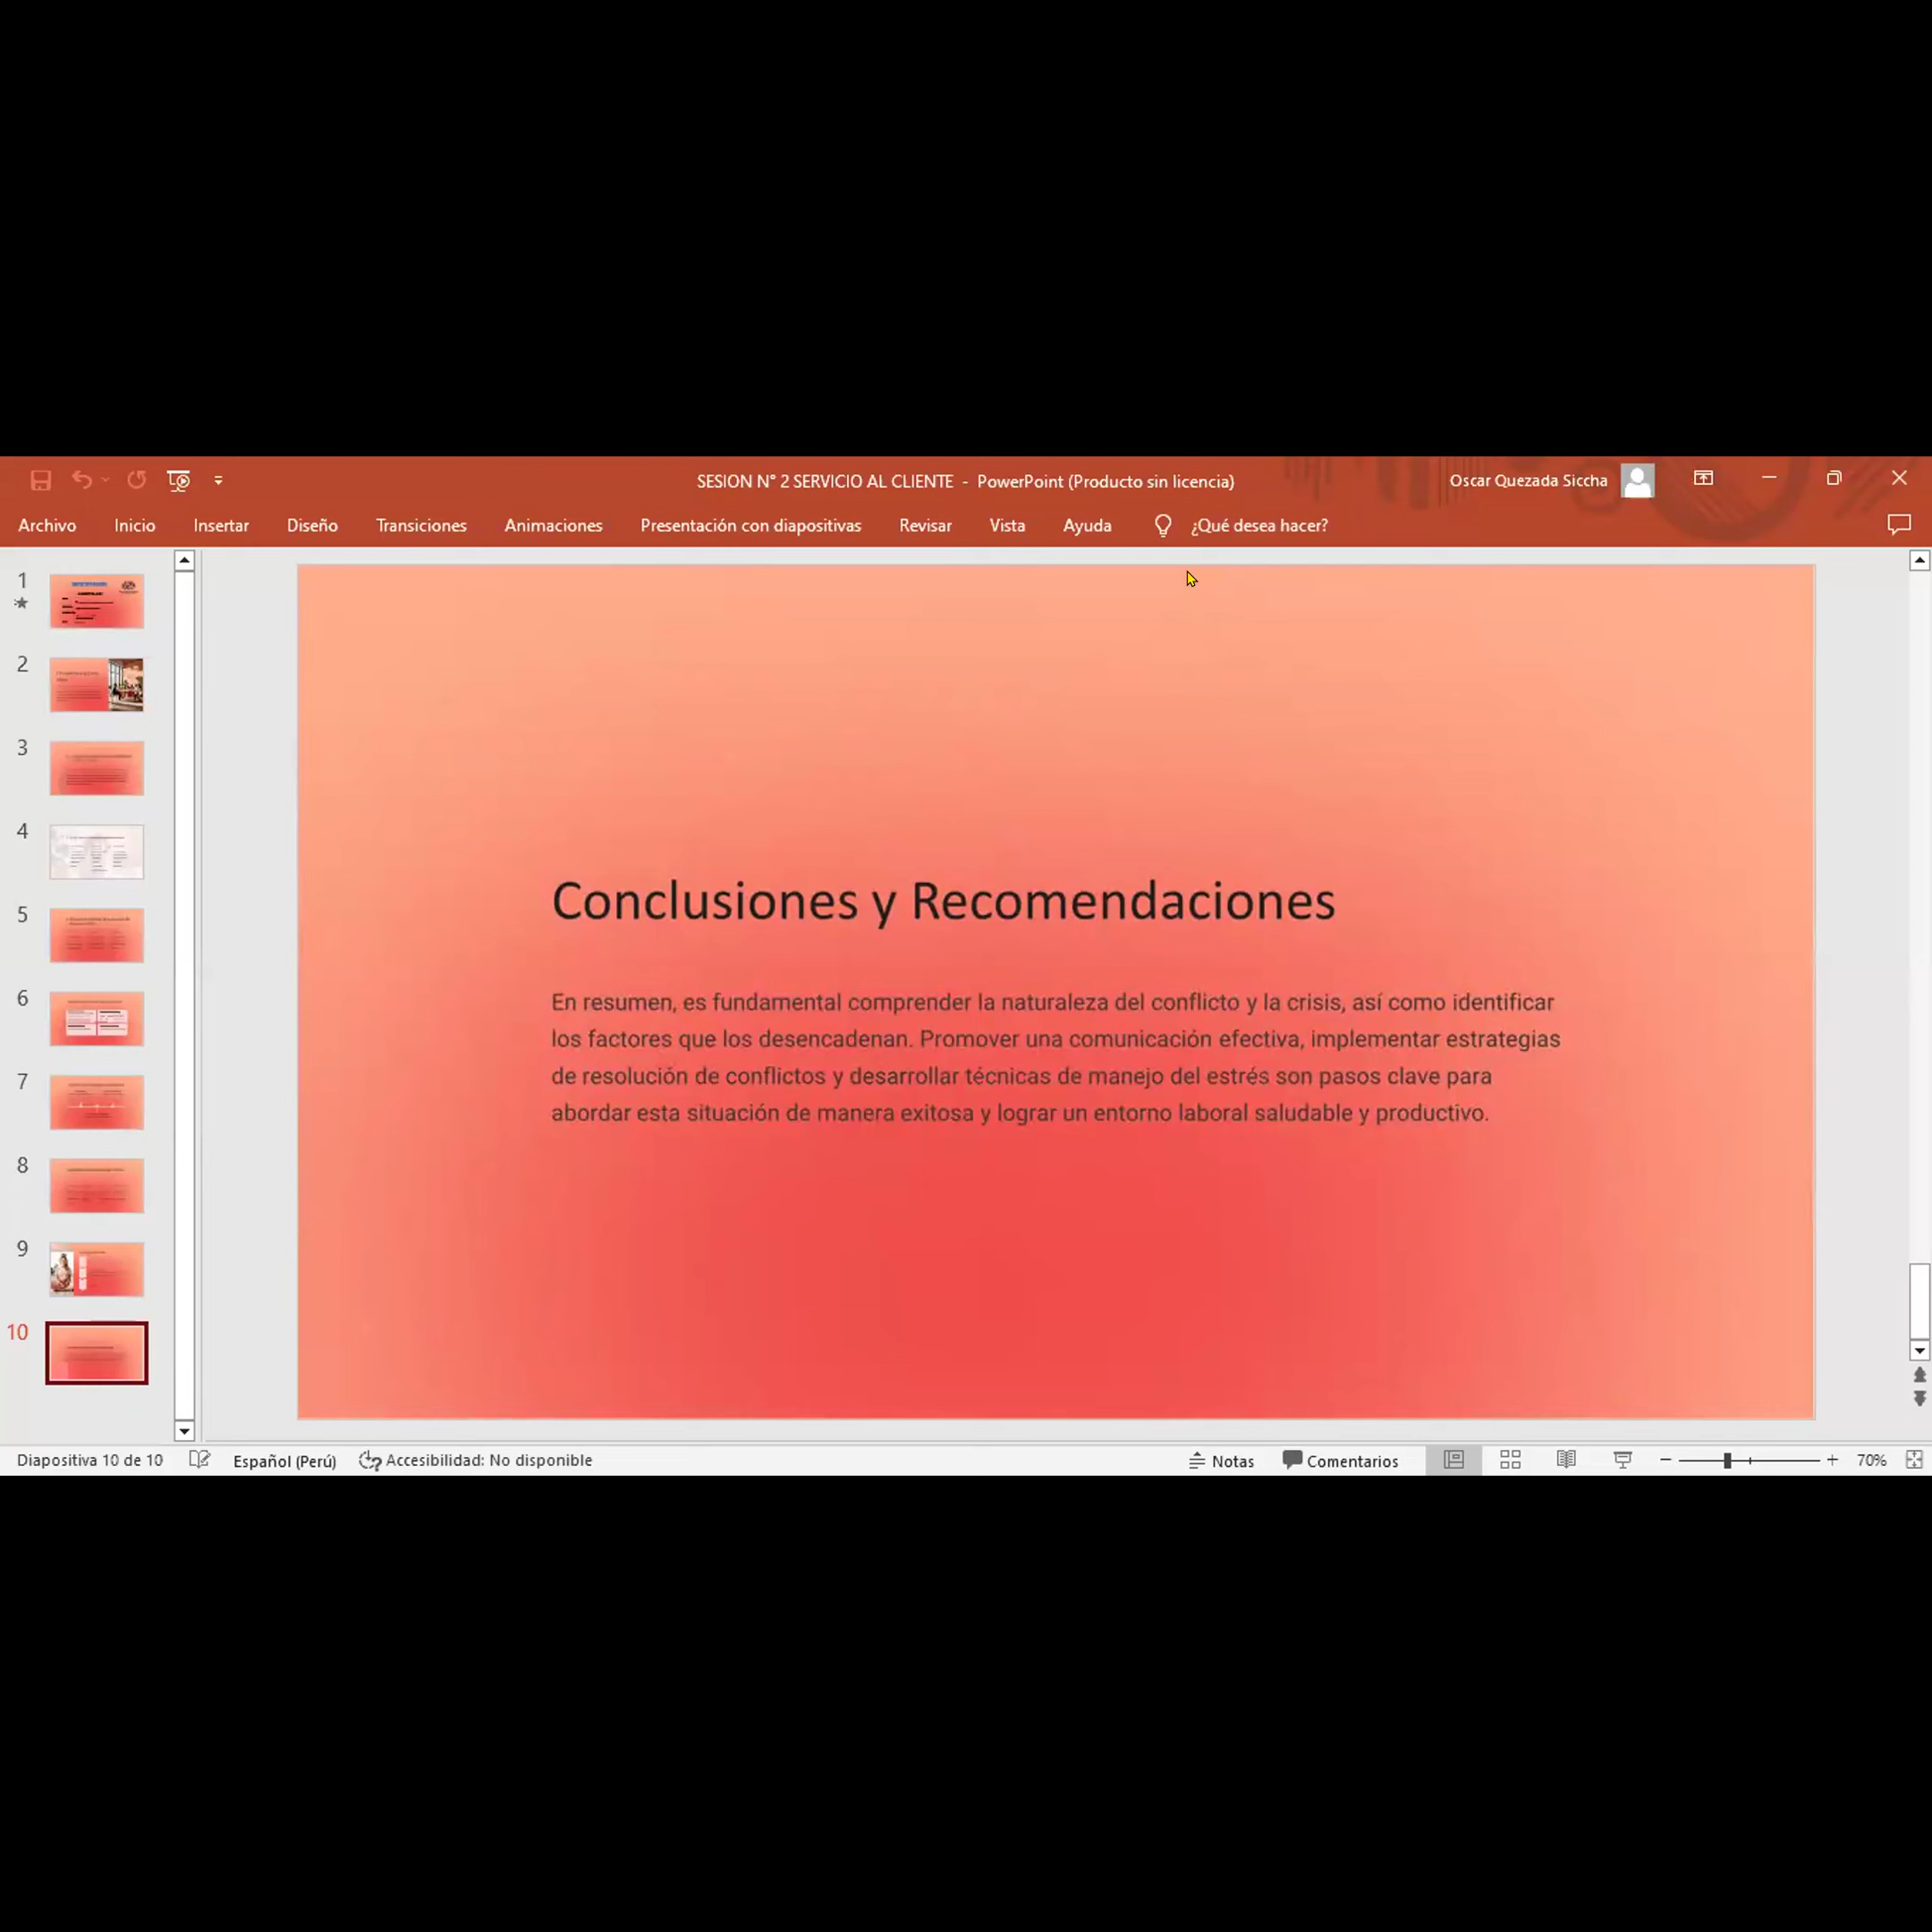 SESION N° 2 SERVICIO AL CLIENTE - PowerPoint (Producto sin licencia)
Oscar Quezada Siccha
Archivo Inicio Insertar Diseño Transiciones Animaciones Presentación con diapositivas Revisar Vista Ayuda ¿Qué desea hacer?
1
2
3
4
5
6
7
8
9
10
Conclusiones y Recomendaciones
En resumen, es fundamental comprender la naturaleza del conflicto y la crisis, así como identificar
los factores que los desencadenan. Promover una comunicación efectiva, implementar estrategias
de resolución de conflictos y desarrollar técnicas de manejo del estrés son pasos clave para
abordar esta situación de manera exitosa y lograr un entorno laboral saludable y productivo.
Diapositiva 10 de 10 Español (Perú) Accesibilidad: No disponible Notas Comentarios 70%